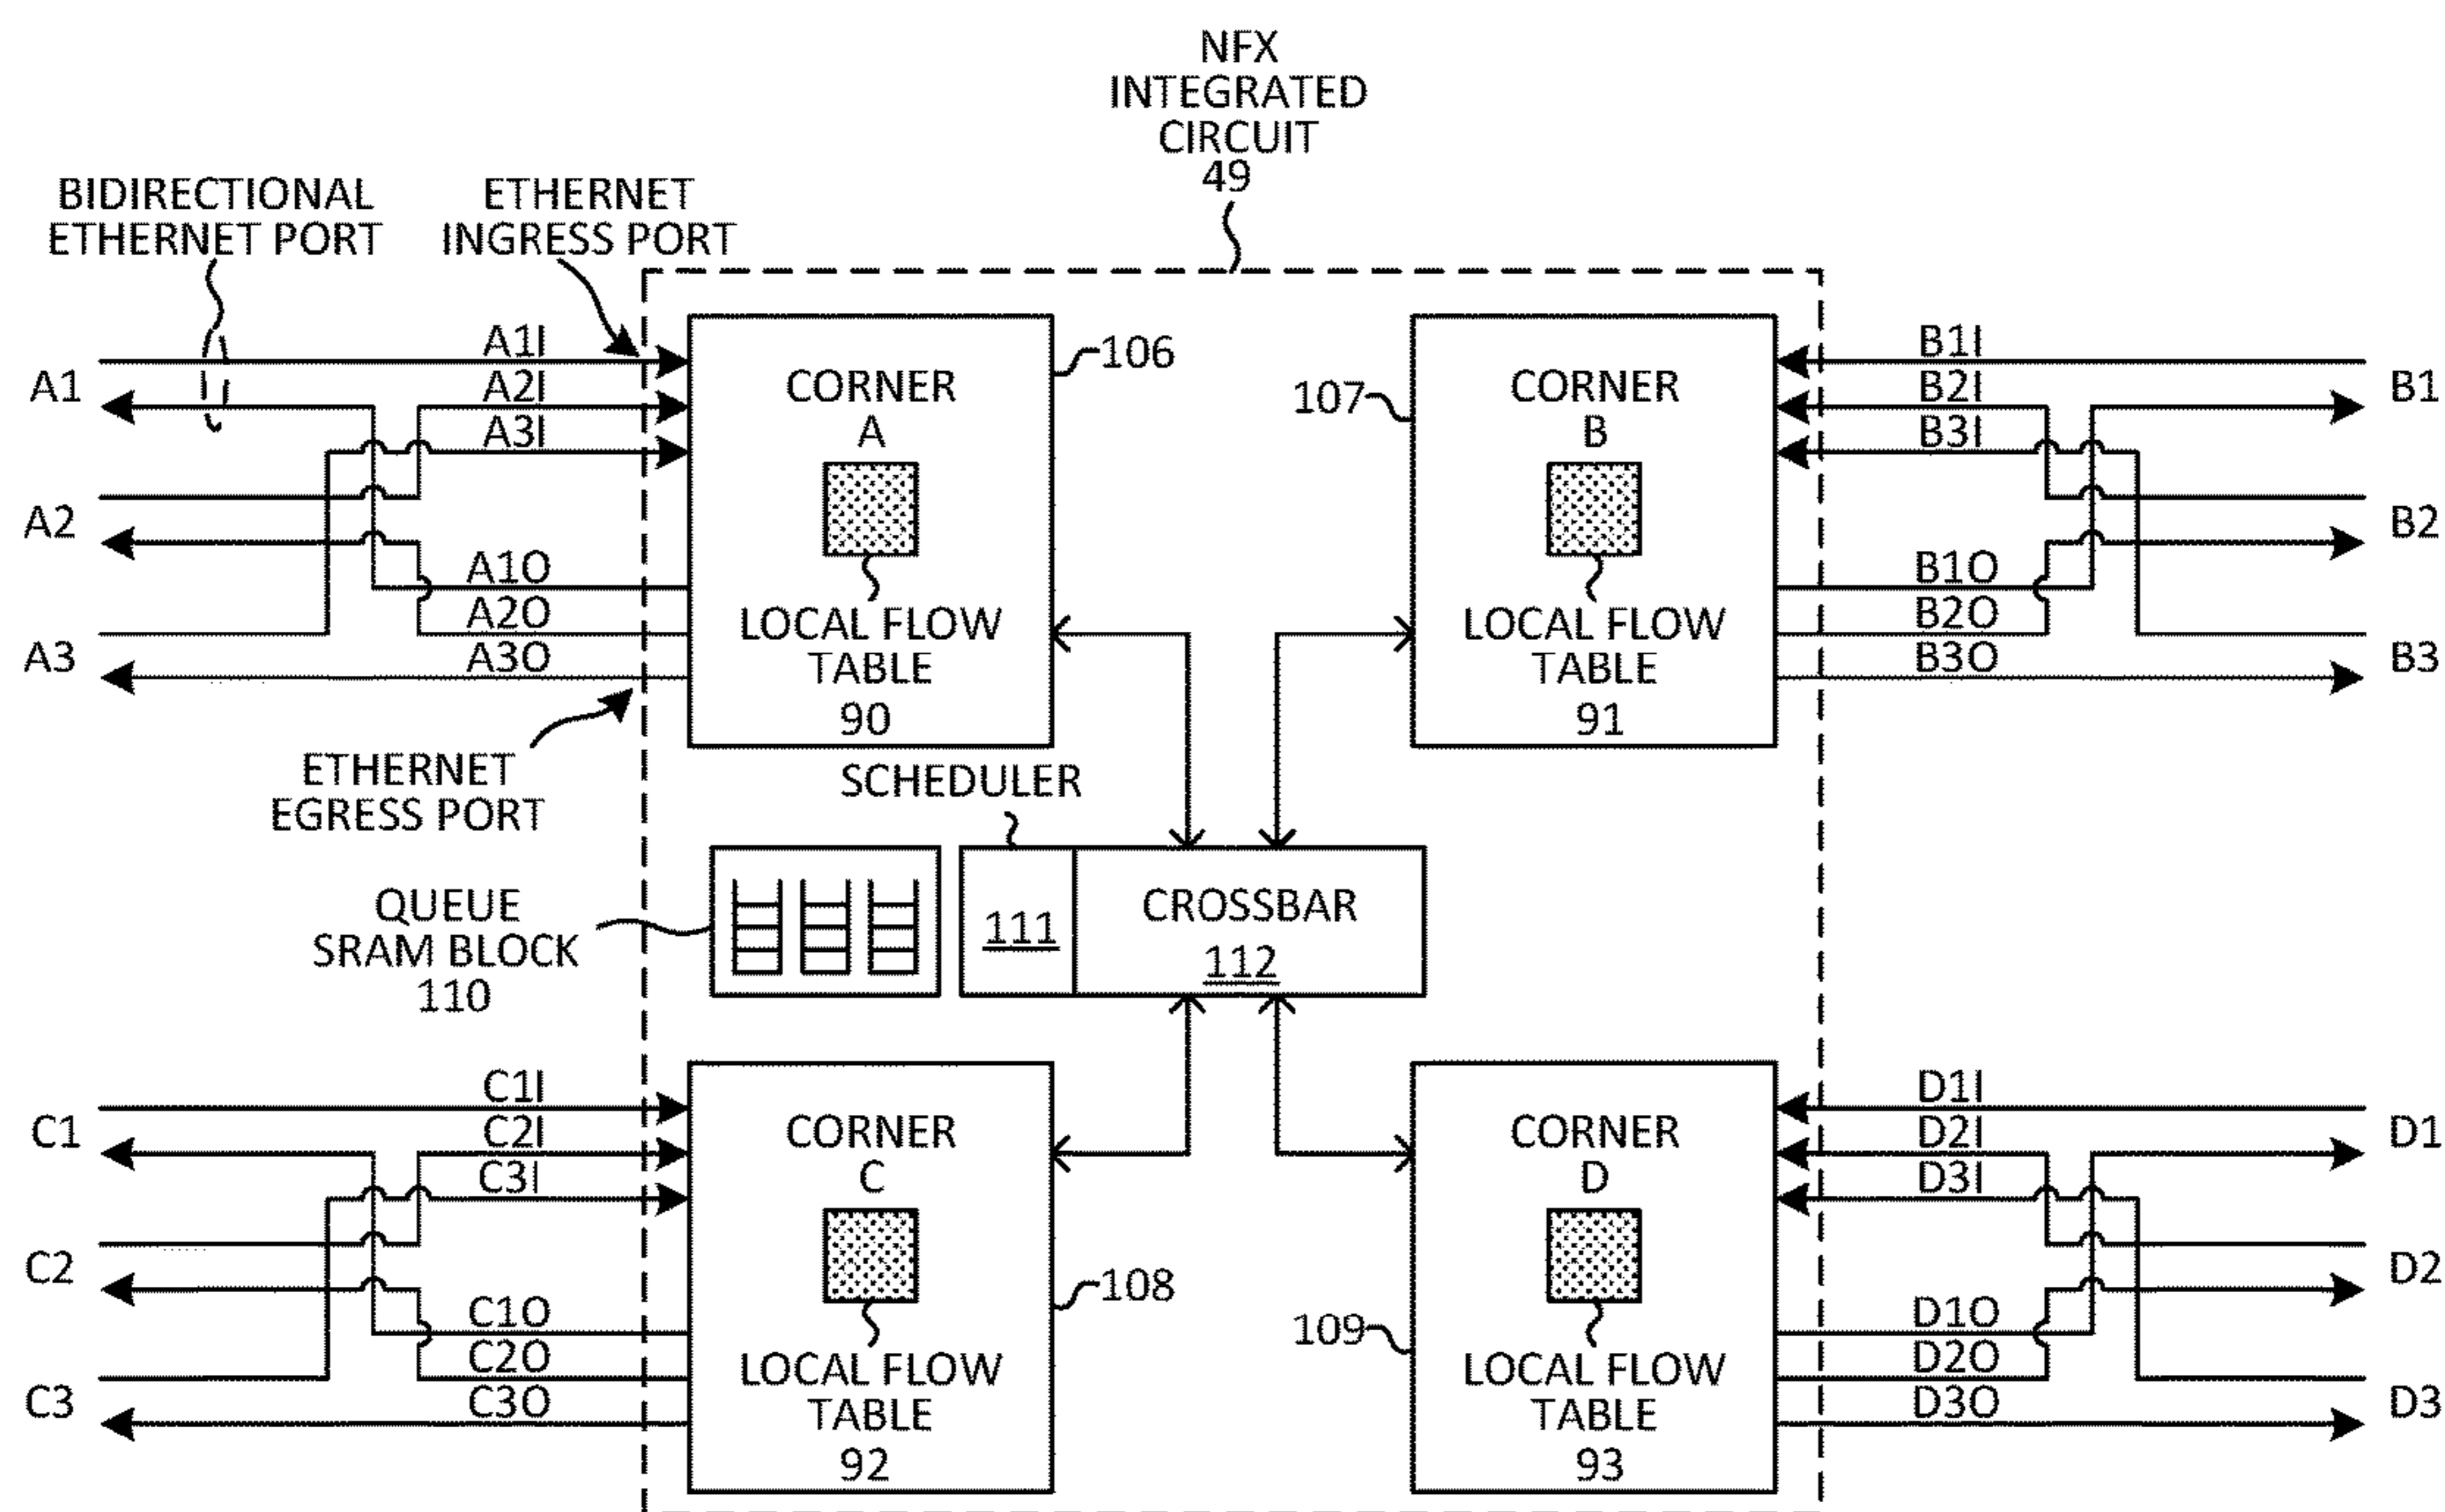 NFX
INTEGRATED
CIRCUIT
49
BIDIRECTIONAL
ETHERNET PORT
ETHERNET
INGRESS PORT
A1
A2
A3
A1I
A2I
A3I
A1O
A2O
A3O
ETHERNET
EGRESS PORT
CORNER
A
LOCAL FLOW
TABLE
90
106
107
CORNER
B
LOCAL FLOW
TABLE
91
B1I
B2I
B3I
B1O
B2O
B3O
B1
B2
B3
SCHEDULER
QUEUE
SRAM BLOCK
110
111
CROSSBAR
112
C1
C2
C3
C1I
C2I
C3I
C1O
C2O
C3O
CORNER
C
LOCAL FLOW
TABLE
92
108
109
CORNER
D
LOCAL FLOW
TABLE
93
D1I
D2I
D3I
D1O
D2O
D3O
D1
D2
D3